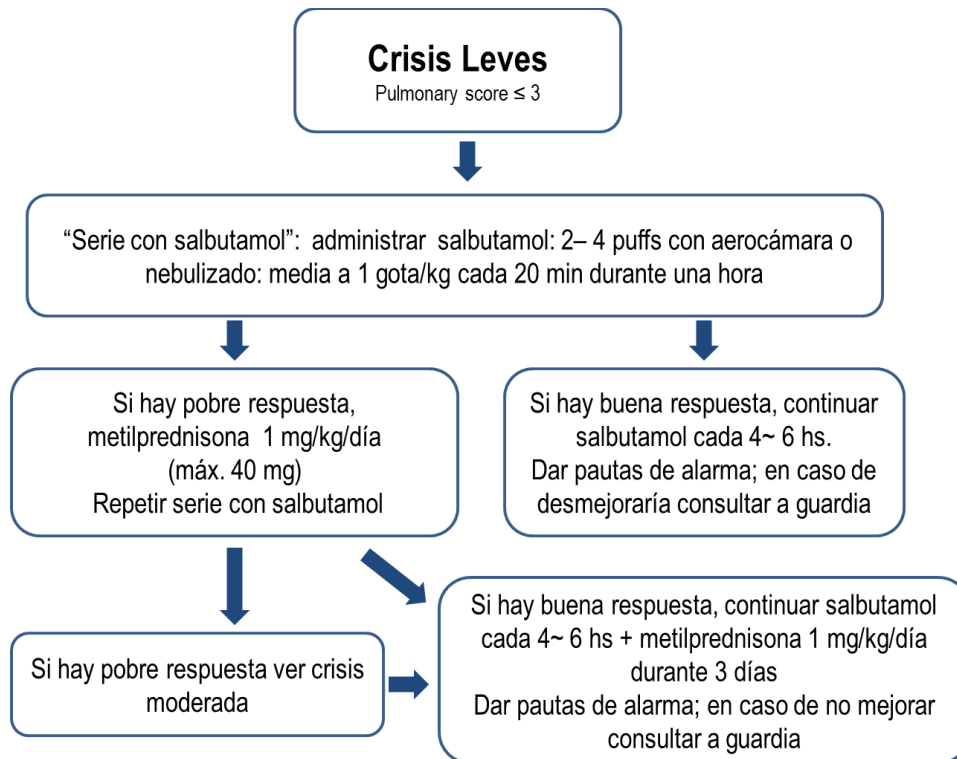 Crisis Leves
Pulmonary score ≤ 3
“Serie con salbutamol”: administrar salbutamol: 2– 4 puffs con aerocámara o
nebulizado: media a 1 gota/kg cada 20 min durante una hora
Si hay pobre respuesta,
metilprednisona 1 mg/kg/día
(máx. 40 mg)
Repetir serie con salbutamol
Si hay buena respuesta, continuar
salbutamol cada 4~ 6 hs.
Dar pautas de alarma; en caso de
desmejoraría consultar a guardia
Si hay pobre respuesta ver crisis
moderada
Si hay buena respuesta, continuar salbutamol
cada 4~ 6 hs + metilprednisona 1 mg/kg/día
durante 3 días
Dar pautas de alarma; en caso de no mejorar
consultar a guardia